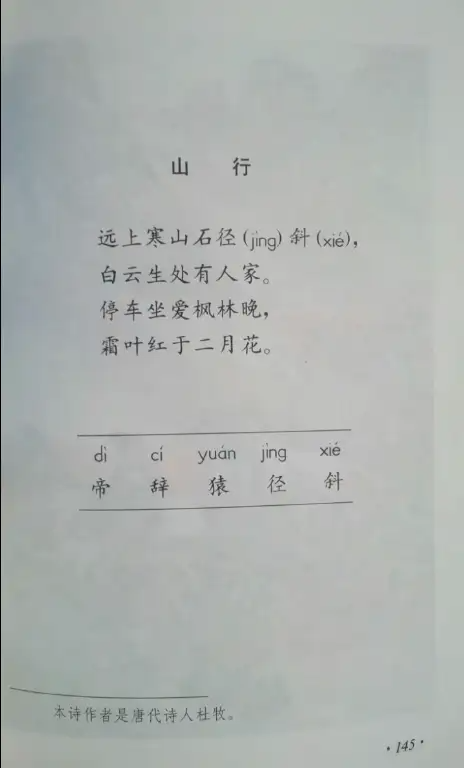 山 行
远上寒山石径(jìng)斜(xié),
白云生处有人家。
停车坐爱枫林晚,
霜叶红于二月花。
dì cí yuán jìng xié
帝 辞 猿 径 斜
本诗作者是唐代诗人杜牧。
·145·